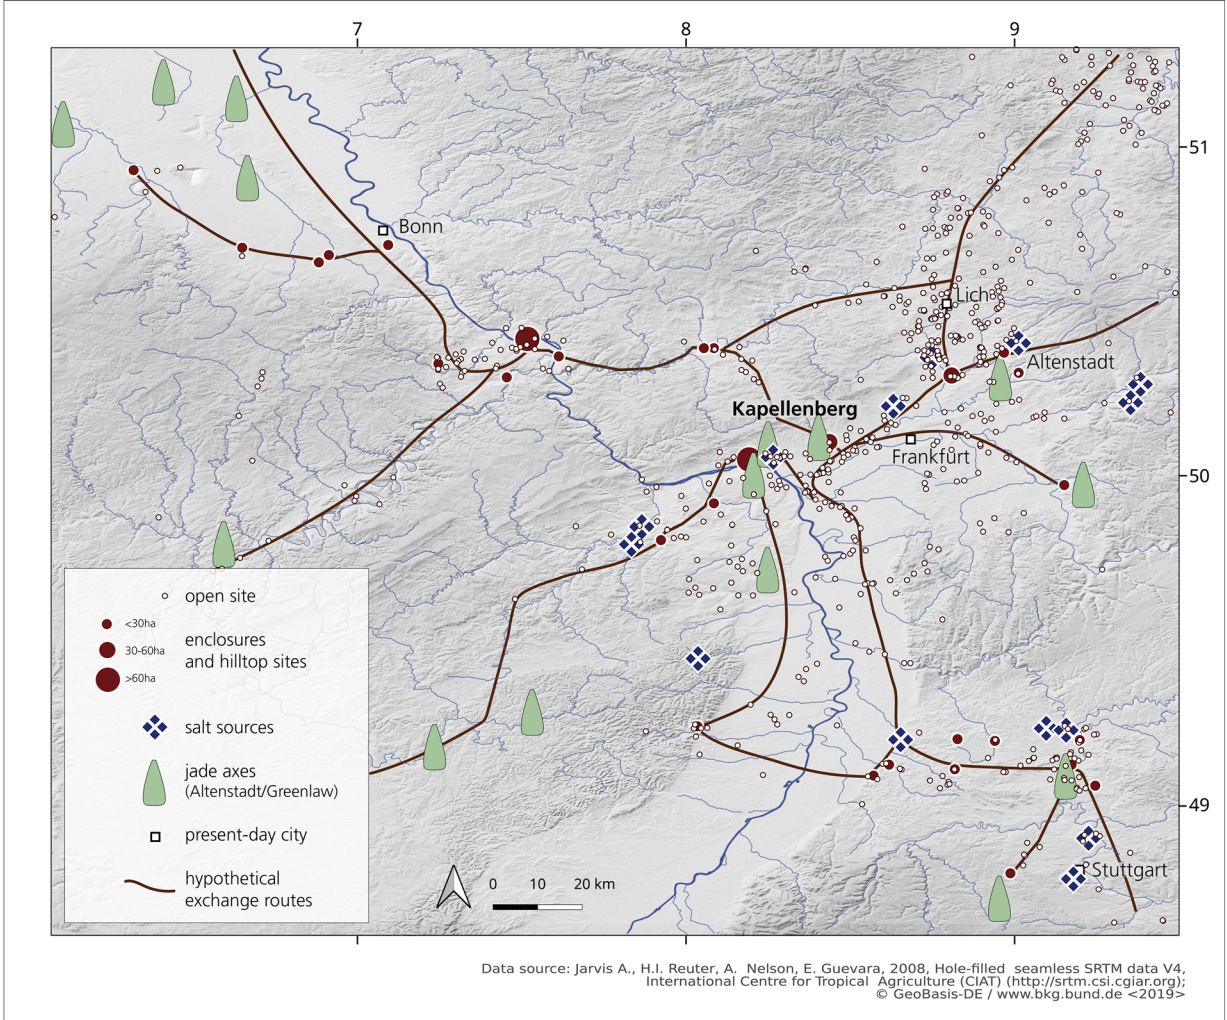 7 8 9
51
Bonn
Lich
Altenstadt
Kapellenberg
Frankfurt
50
open site
<30ha
30-60ha
>60ha
enclosures
and hilltop sites
salt sources
jade axes
(Altenstadt/Greenlaw)
present-day city
hypothetical
exchange routes
49
Stuttgart
0 10 20 km
Data source: Jarvis A., H.I. Reuter, A. Nelson, E. Guevara, 2008, Hole-filled seamless SRTM data V4,
International Centre for Tropical Agriculture (CIAT) (http://srtm.csi.cgiar.org);
© GeoBasis-DE / www.bkg.bund.de <2019>